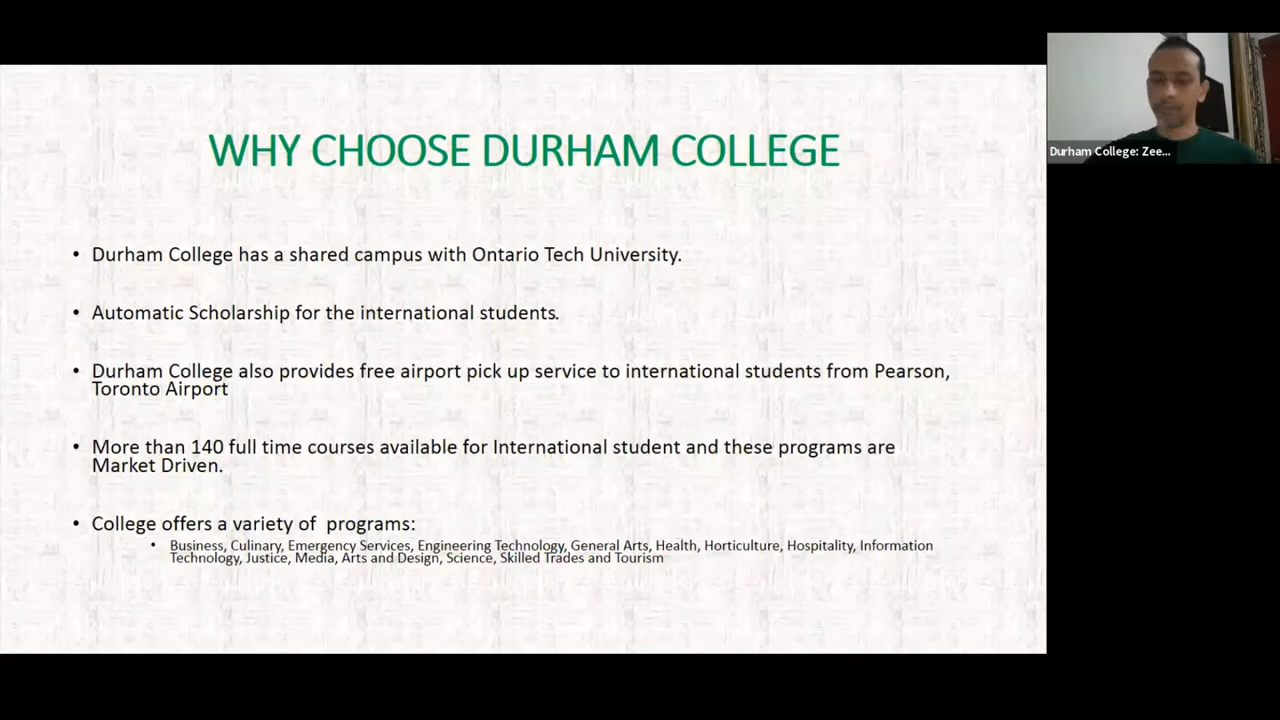 WHY CHOOSE DURHAM COLLEGE
Durham College: Zee...
• Durham College has a shared campus with Ontario Tech University.
• Automatic Scholarship for the international students.
• Durham College also provides free airport pick up service to international students from Pearson,
Toronto Airport
• More than 140 full time courses available for International student and these programs are
Market Driven.
• College offers a variety of programs:
• Business, Culinary, Emergency Services, Engineering Technology, General Arts, Health, Horticulture, Hospitality, Information
Technology, Justice, Media, Arts and Design, Science, Skilled Trades and Tourism